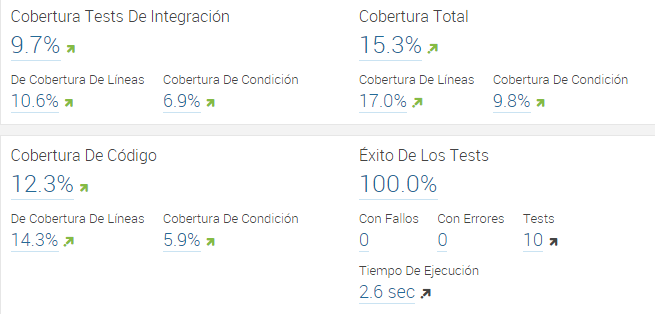 Cobertura Tests De Integración
9.7%
De Cobertura De Líneas Cobertura De Condición
10.6% 6.9%
Cobertura Total
15.3%
Cobertura De Líneas Cobertura De Condición
17.0% 9.8%
Cobertura De Código
12.3%
De Cobertura De Líneas Cobertura De Condición
14.3% 5.9%
Éxito De Los Tests
100.0%
Con Fallos Con Errores Tests
0 0 10
Tiempo De Ejecución
2.6 sec